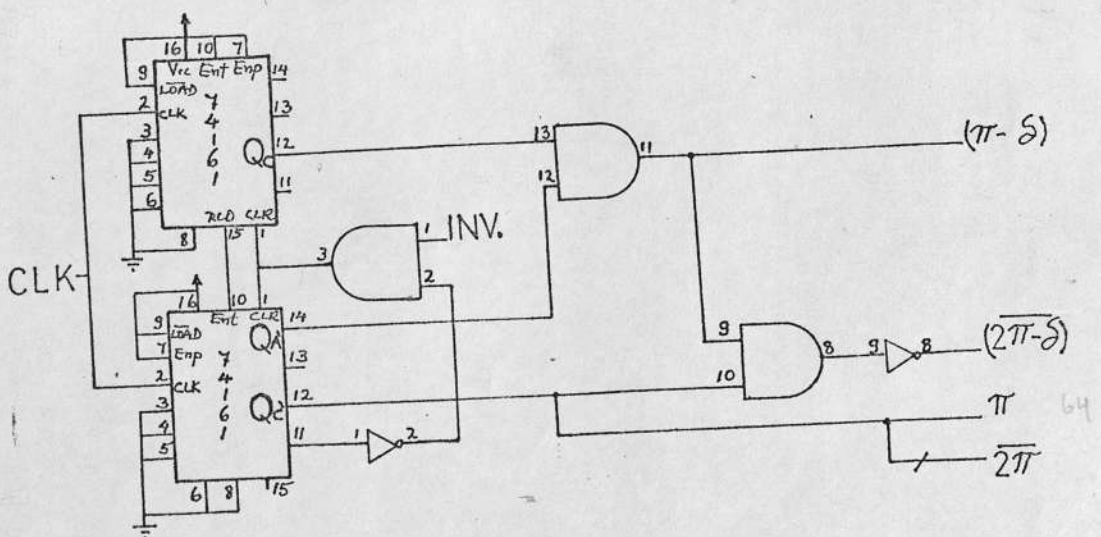 16 10 7
Vcc Ent Enp
9 14
LOAD
2 CLK 7 13
3 4
4 1 QC 12
5 6
6 1 11
RCO CLR
8 15 1
13
12
11
(π-δ)
3 1 INV.
2
CLK
16 10 1
Ent CLR
9 LOAD QA 14
7 Enp 7 13
2 CLK 4
3 1 QC 12
4 6
5 1 11
6 8 15
1 2
9
10
8
9 8
(2π-δ)
π
64
2π